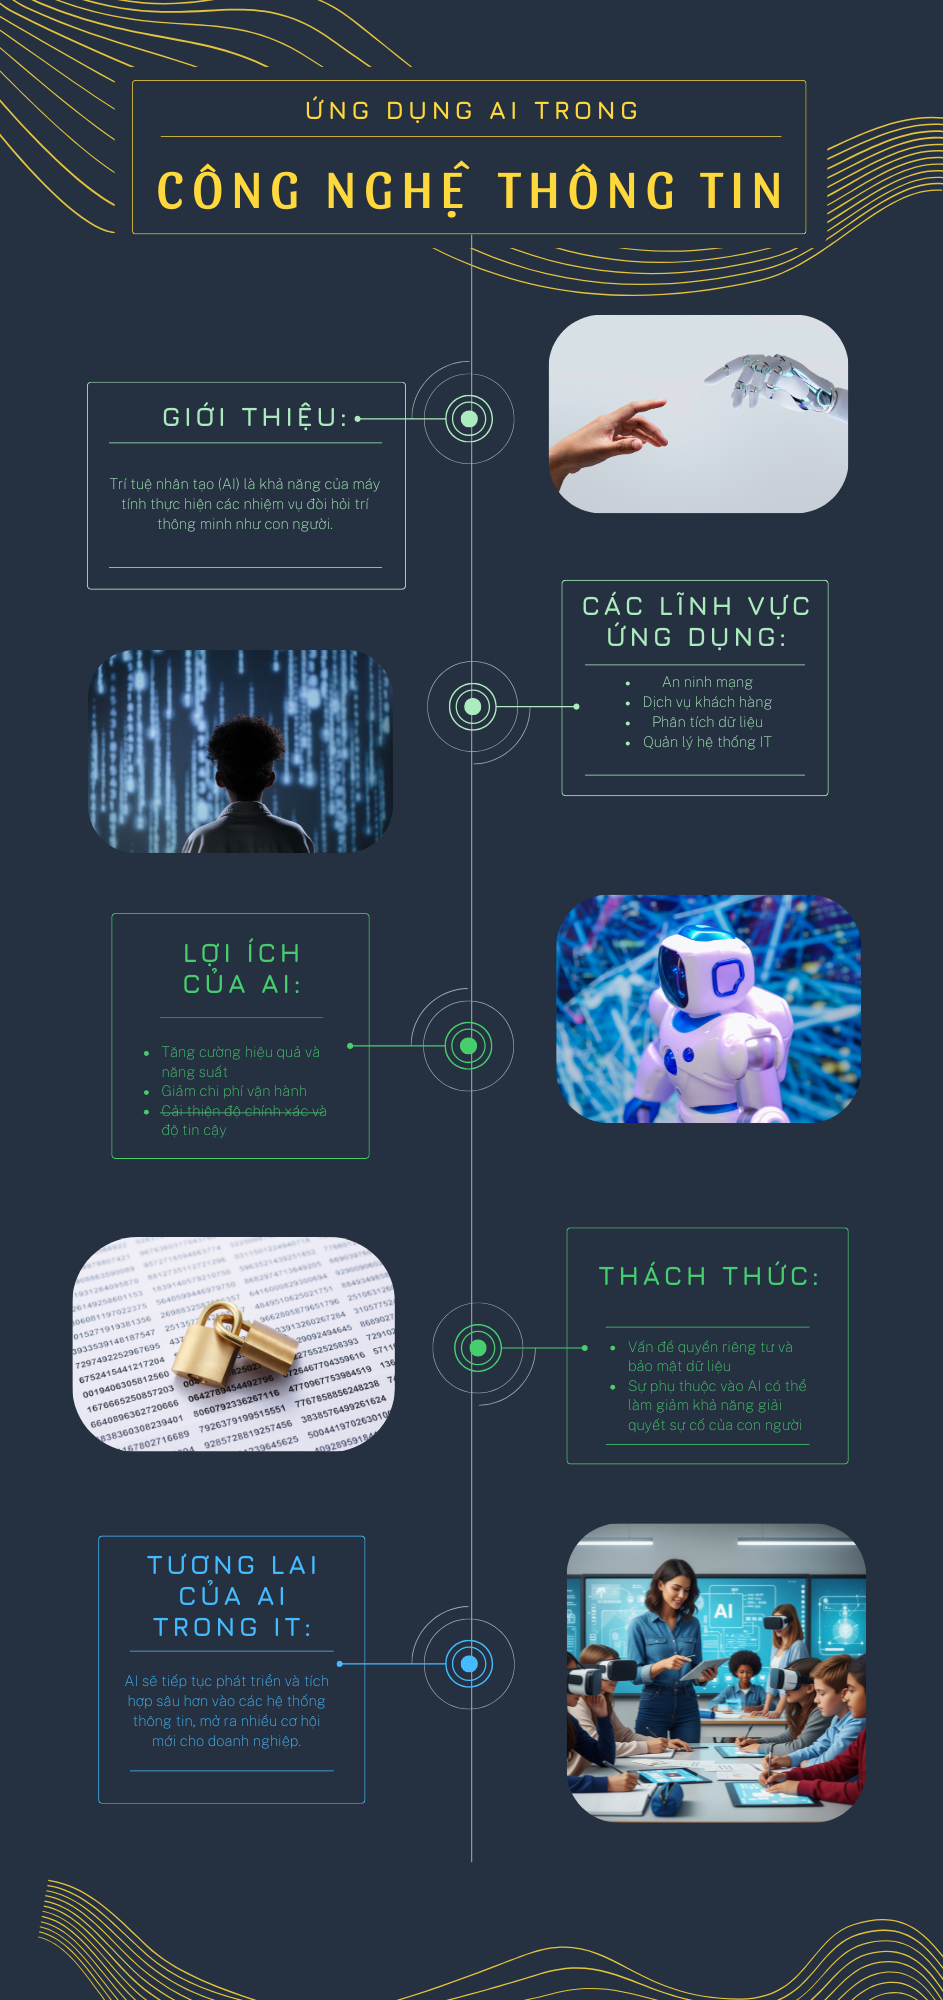 ỨNG DỤNG AI TRONG
CÔNG NGHỆ THÔNG TIN
GIỚI THIỆU:
Trí tuệ nhân tạo (AI) là khả năng của máy
tính thực hiện các nhiệm vụ đòi hỏi trí
thông minh như con người.
CÁC LĨNH VỰC
ỨNG DỤNG:
• An ninh mạng
• Dịch vụ khách hàng
• Phân tích dữ liệu
• Quản lý hệ thống IT
LỢI ÍCH
CỦA AI:
• Tăng cường hiệu quả và
năng suất
• Giảm chi phí vận hành
• Cải thiện độ chính xác và
độ tin cậy
THÁCH THỨC:
• Vấn đề quyền riêng tư và
bảo mật dữ liệu
• Sự phụ thuộc vào AI có thể
làm giảm khả năng giải
quyết sự cố của con người
TƯƠNG LAI
CỦA AI
TRONG IT:
AI sẽ tiếp tục phát triển và tích
hợp sâu hơn vào các hệ thống
thông tin, mở ra nhiều cơ hội
mới cho doanh nghiệp.
AI